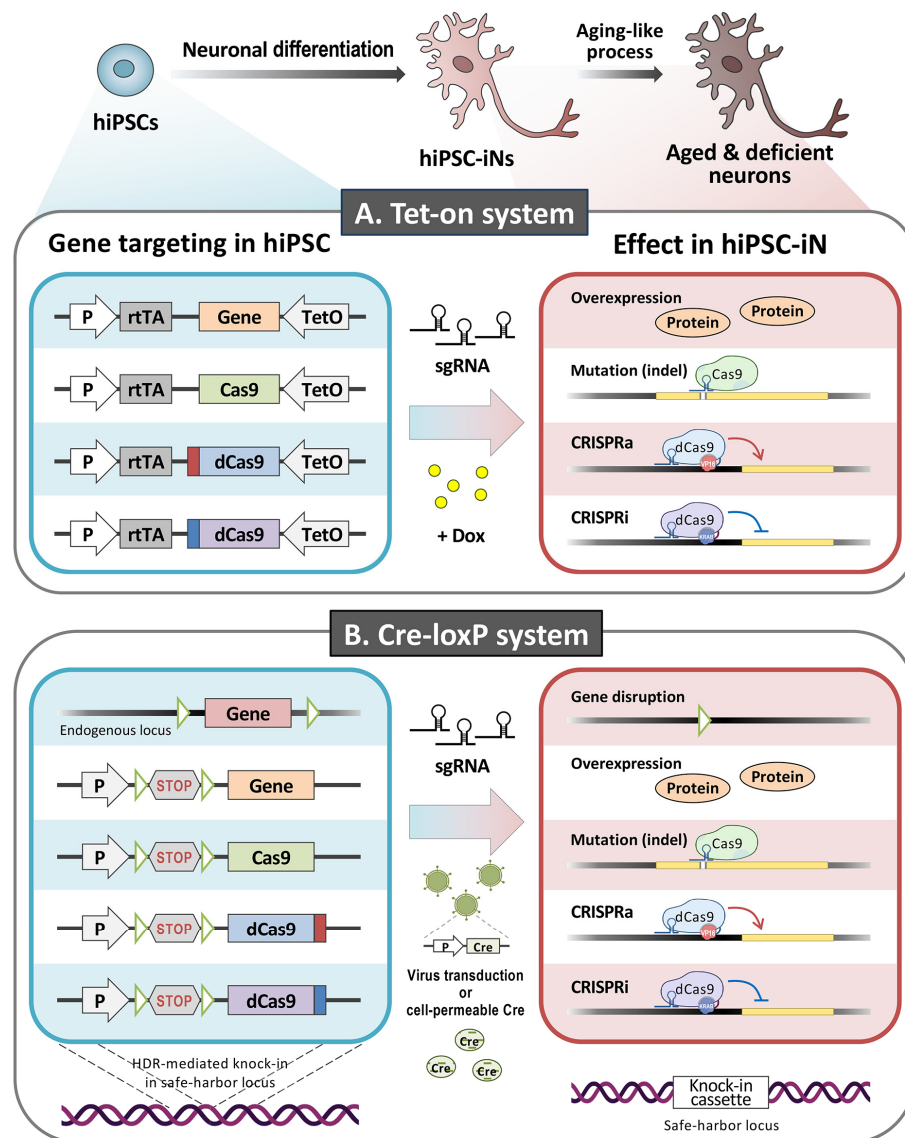 Neuronal differentiation
Aging-like
process
hiPSCs
hiPSC-iNs
Aged & deficient
neurons
A. Tet-on system
Gene targeting in hiPSC
Effect in hiPSC-iN
P rtTA Gene TetO
P rtTA Cas9 TetO
P rtTA dCas9 TetO
P rtTA dCas9 TetO
sgRNA
+ Dox
Overexpression
Protein Protein
Mutation (indel)
Cas9
CRISPRa
dCas9
VP16
CRISPRi
dCas9
KRAB
B. Cre-loxP system
Gene
Endogenous locus
P STOP Gene
P STOP Cas9
P STOP dCas9
P STOP dCas9
HDR-mediated knock-in
in safe-harbor locus
sgRNA
P Cre
Virus transduction
or
cell-permeable Cre
Cre
Cre Cre
Gene disruption
Overexpression
Protein Protein
Mutation (indel)
Cas9
CRISPRa
dCas9
VP16
CRISPRi
dCas9
KRAB
Knock-in
cassette
Safe-harbor locus